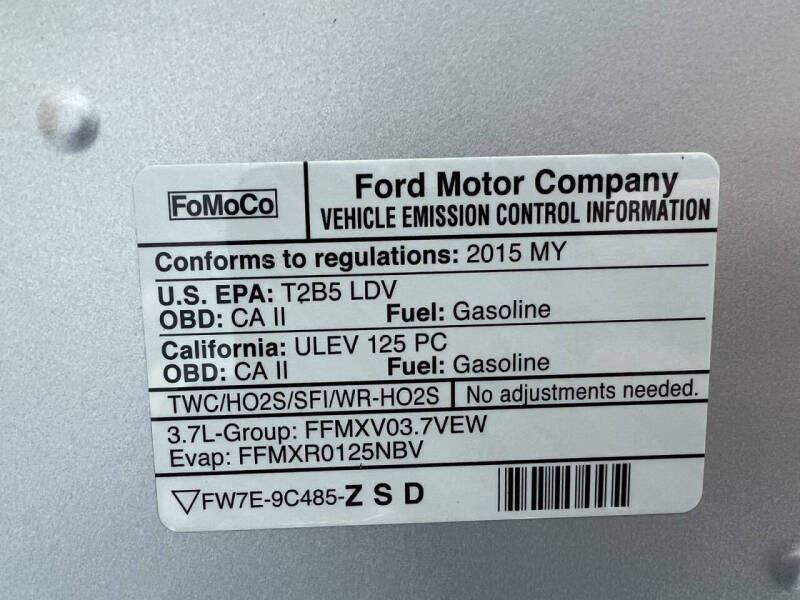 FoMoCo
Ford Motor Company
VEHICLE EMISSION CONTROL INFORMATION
Conforms to regulations: 2015 MY
U.S. EPA: T2B5 LDV
OBD: CA II Fuel: Gasoline
California: ULEV 125 PC
OBD: CA II Fuel: Gasoline
TWC/HO2S/SFI/WR-HO2S No adjustments needed.
3.7L-Group: FFMXV03.7VEW
Evap: FFMXR0125NBV
FW7E-9C485-Z S D